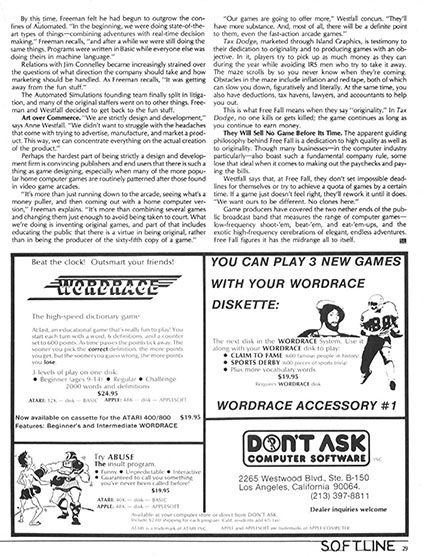 By this time, Freeman felt he had begun to outgrow the con-
fines of Automated. "In the beginning, we were doing state-of-the-
art types of things—combining adventures with real-time decision
making," Freeman recalls, "and after a while we were still doing the
same things. Programs were written in Basic while everyone else was
doing theirs in machine language."
Relations with Jim Connelley became increasingly strained over
the questions of what direction the company should take and how
marketing should be handled. As Freeman recalls, "It was getting
away from the fun stuff."
The Automated Simulations founding team finally split in litiga-
tion, and many of the original staffers went on to other things. Free-
man and Westfall decided to get back to the fun stuff.
Art over Commerce. "We are strictly design and development,"
says Anne Westfall. "We didn't want to struggle with the headaches
that come with trying to advertise, manufacture, and market a prod-
uct. This way, we can concentrate everything on the actual creation
of the product."
Perhaps the hardest part of being strictly a design and develop-
ment firm is convincing publishers and end users that there is such a
thing as game designing, especially when many of the more popu-
lar home computer games are routinely patterned after those found
in video game arcades.
"It's more than just running down to the arcade, seeing what's a
money puller, and then coming out with a home computer ver-
sion," Freeman explains. "It's more than combining several games
and changing them just enough to avoid being taken to court. What
we're doing is inventing original games, and part of that includes
educating the public that there is a virtue in being original, rather
than in being the producer of the sixty-fifth copy of a game."
"Our games are going to offer more," Westfall concurs. "They'll
have more substance. And, most of all, there will be a definite point
to them, even the fast-action arcade games."
Tax Dodge, marketed through Island Graphics, is testimony to
their dedication to originality and to producing games with an ob-
jective. In it, players try to pick up as much money as they can
during the year while avoiding IRS men who try to take it away.
The maze scrolls by so you never know when they're coming.
Obstacles in the maze include inflation and red tape, both of which
can slow you down, figuratively and literally. At the same time, you
also have deductions, tax havens, lawyers, and accountants to help
you out.
This is what Free Fall means when they say "originality." In Tax
Dodge, no one kills or gets killed; the game continues as long as
you continue to earn money.
They Will Sell No Game Before Its Time. The apparent guiding
philosophy behind Free Fall is a dedication to high quality as well as
to originality. Though many businesses—in the computer industry
particularly—also boast such a fundamental company rule, some
lose that ideal when it comes to making out the paychecks and pay-
ing the bills.
Westfall says that, at Free Fall, they don't set impossible dead-
lines for themselves or try to achieve a quota of games by a certain
time. If a game just doesn't feel right, they'll rework it until it does.
"We want ours to be different. No clones here."
Game producers have covered the two nether ends of the pub-
lic broadcast band that measures the range of computer games—
low-frequency shoot-'em, beat-'em, and eat-'em-ups, and the
exotic high-frequency cerebrations of elegant, endless adventures.
Free Fall figures it has the midrange all to itself.
Beat the clock! Outsmart your friends!
WORDRACE
The high-speed dictionary game
At last, an educational game that's really fun to play! You
start each turn with a word, 6 definitions, and a counter
set to 600 points. As time passes the points tick away. The
sooner you pick the correct definition, the more points
you get, but the sooner you guess wrong, the more points
you lose.
3 levels of play on one disk.
• Beginner (ages 9-14) • Regular • Challenge
2000 words and definitions
$24.95
ATARI: 32K – disk – BASIC APPLE: 48K – disk – APPLESOFT
Now available on cassette for the ATARI 400/800 $19.95
Features: Beginner's and Intermediate WORDRACE
YOU CAN PLAY 3 NEW GAMES
WITH YOUR WORDRACE
DISKETTE:
The next disk in the WORDRACE System. Use it
along with your WORDRACE disk to play:
• CLAIM TO FAME 600 famous people in history!
• SPORTS DERBY 600 pieces of sports trivia!
• Plus more vocabulary words
$19.95
Requires WORDRACE disk
WORDRACE ACCESSORY #1
Try ABUSE
The insult program.
• Funny • Unpredictable • Interactive
• Guaranteed to call you something
you've never been called before!
$19.95
ATARI: 40K – disk – BASIC
APPLE: 48K – disk – APPLESOFT
Available at your computer store or direct from DON'T ASK.
Include $2.00 shipping for each program. (Calif. residents add 6% tax)
ATARI is a trademark of ATARI INC. APPLE and APPLESOFT are trademarks of APPLE COMPUTER
DON'T ASK
COMPUTER SOFTWARE INC.
2265 Westwood Blvd., Ste. B-150
Los Angeles, California 90064.
(213) 397-8811
Dealer inquiries welcome
SOFTLINE 29